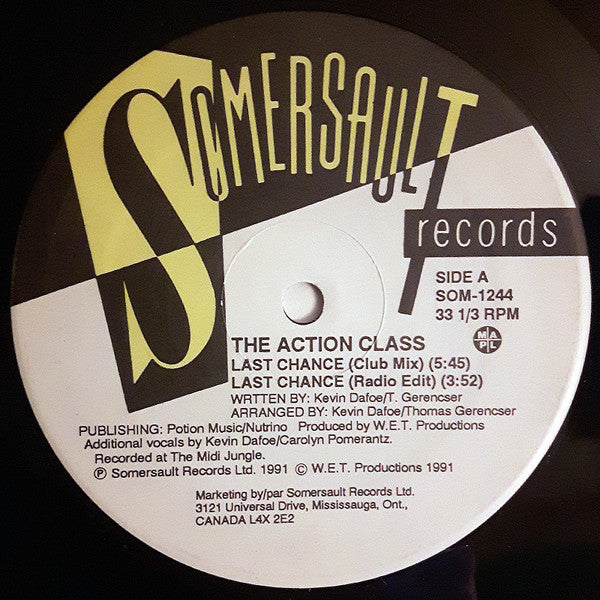 SOMERSAULT
records
SIDE A
SOM-1244
33 1/3 RPM
MAPL
THE ACTION CLASS
LAST CHANCE (Club Mix) (5:45)
LAST CHANCE (Radio Edit) (3:52)
WRTTEN BY: Kevin Dafoe/T. Gerencser
ARRANGED BY: Kevin Dafoe/Thomas Gerencser
PUBLISHING: Potion Music/Nutrino Produced by W.E.T. Productions
Additional vocals by Kevin Dafoe/Carolyn Pomerantz.
Recorded at The Midi Jungle.
Ⓟ Somersault Records Ltd. 1991 © W.E.T. Productions 1991
Marketing by/par Somersault Records Ltd.
3121 Universal Drive, Mississauga, Ont.,
CANADA L4X 2E2